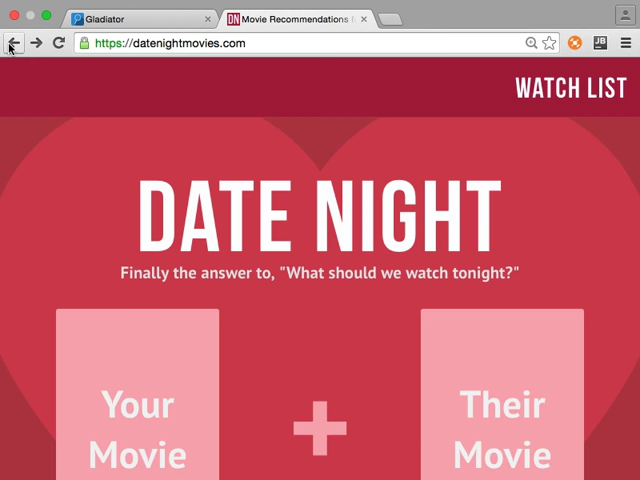 Gladiator
DN Movie Recommendations
https://datenightmovies.com
JB
WATCH LIST
DATE NIGHT
Finally the answer to, "What should we watch tonight?"
Your Movie
+
Their Movie